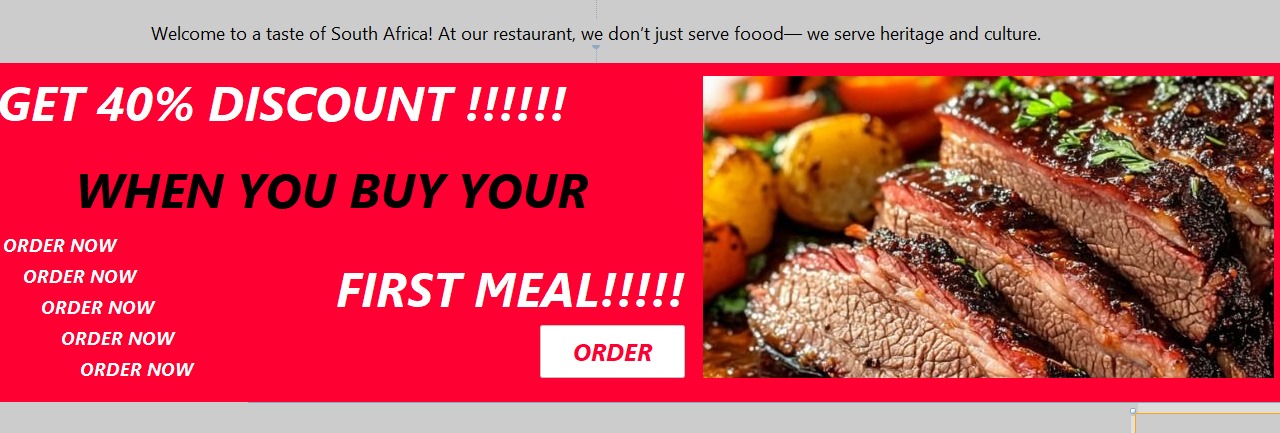 Welcome to a taste of South Africa! At our restaurant, we don’t just serve foood— we serve heritage and culture.
GET 40% DISCOUNT !!!!!!
WHEN YOU BUY YOUR
ORDER NOW
ORDER NOW
ORDER NOW
ORDER NOW
ORDER NOW
FIRST MEAL!!!!!
ORDER